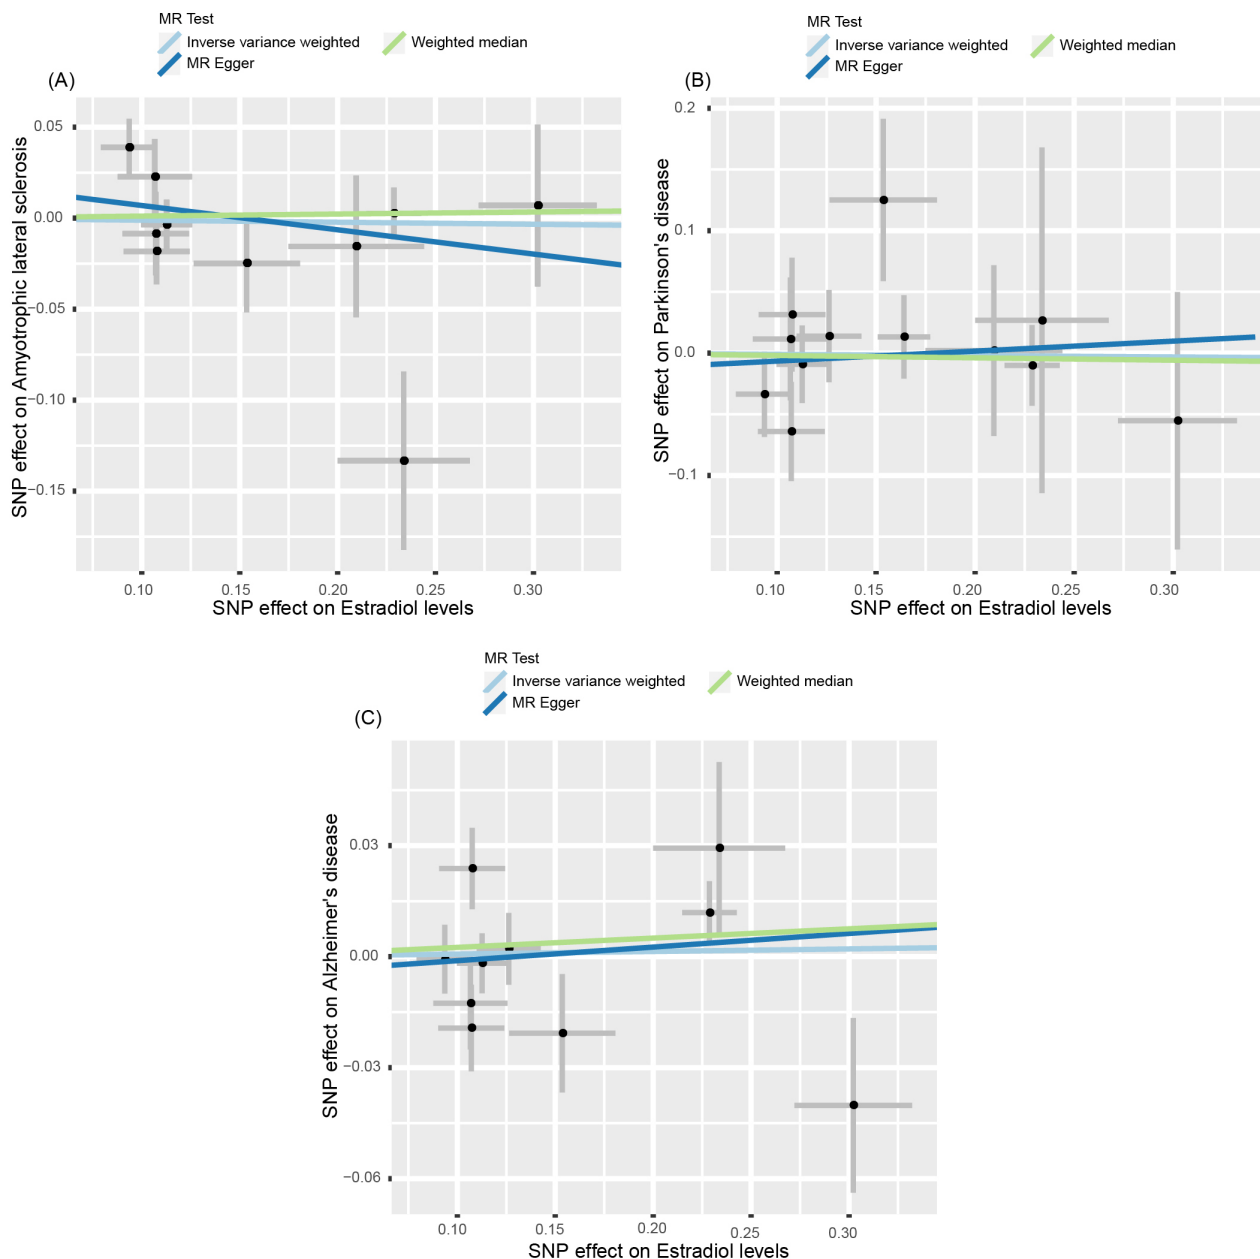 MR Test
Inverse variance weighted
Weighted median
MR Egger
(A)
SNP effect on Amyotrophic lateral sclerosis
0.05
0.00
−0.05
−0.10
−0.15
0.10
0.15
0.20
0.25
0.30
SNP effect on Estradiol levels
MR Test
Inverse variance weighted
Weighted median
MR Egger
(B)
SNP effect on Parkinson's disease
0.2
0.1
0.0
−0.1
0.10
0.15
0.20
0.25
0.30
SNP effect on Estradiol levels
MR Test
Inverse variance weighted
Weighted median
MR Egger
(C)
SNP effect on Alzheimer's disease
0.03
0.00
−0.03
−0.06
0.10
0.15
0.20
0.25
0.30
SNP effect on Estradiol levels